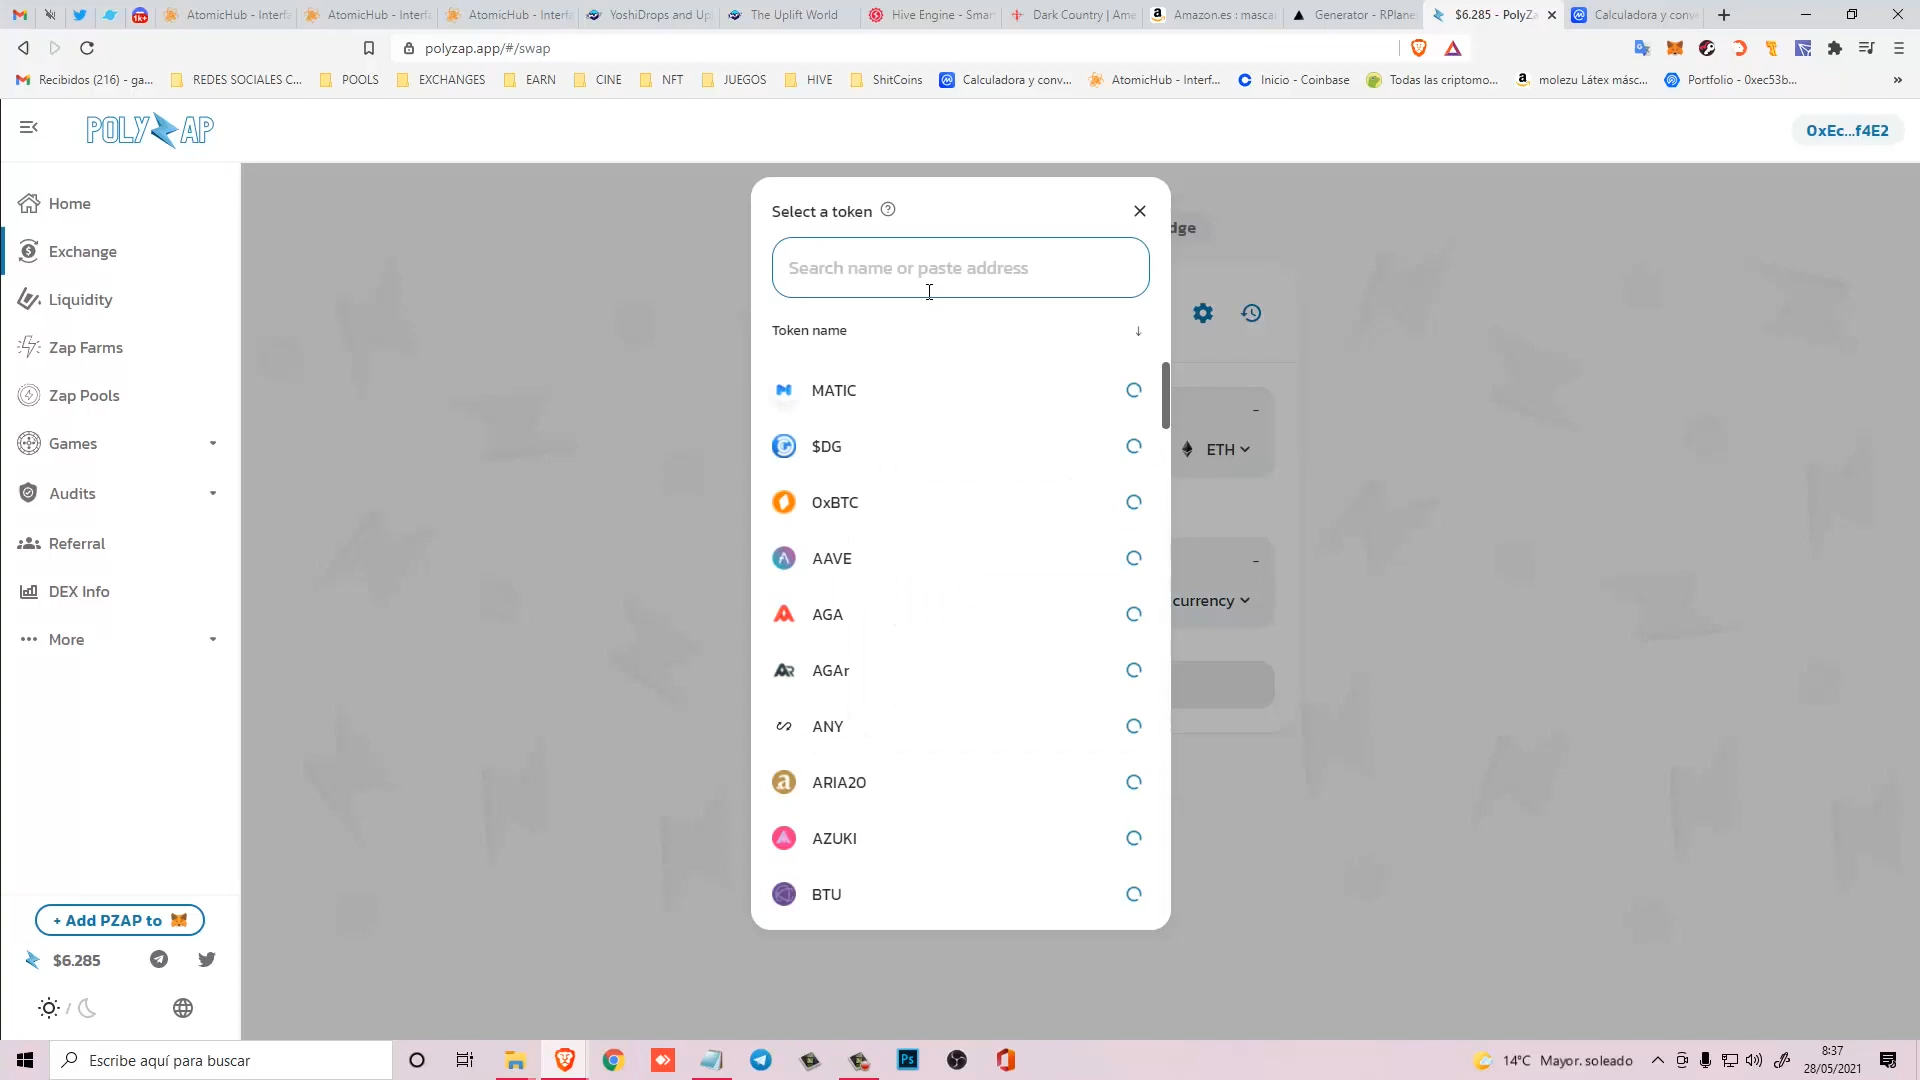 AtomicHub - Interfa
AtomicHub - Interfa
AtomicHub - Interfa
YoshiDrops and Up
The Uplift World
Hive Engine - Smar
Dark Country | Ame
Amazon.es : masca
Generator - RPlane
$6.285 - PolyZa
Calculadora y conv
polyzap.app/#/swap
Recibidos (216) - ga...
REDES SOCIALES C...
POOLS
EXCHANGES
EARN
CINE
NFT
JUEGOS
HIVE
ShitCoins
Calculadora y conv...
AtomicHub - Interf...
Inicio - Coinbase
Todas las criptomo...
molezu Látex másc...
Portfolio - 0xec53b...
»
POLYZAP
0xEc...f4E2
Home
Exchange
Liquidity
Zap Farms
Zap Pools
Games
Audits
Referral
DEX Info
More
+ Add PZAP to
$6.285
/
Select a token
Search name or paste address
Token name ↓
MATIC
$DG
0xBTC
AAVE
AGA
AGAr
ANY
ARIA20
AZUKI
BTU
dge
-
ETH
-
currency
Escribe aquí para buscar
Ps
14°C Mayor. soleado
8:37
28/05/2021